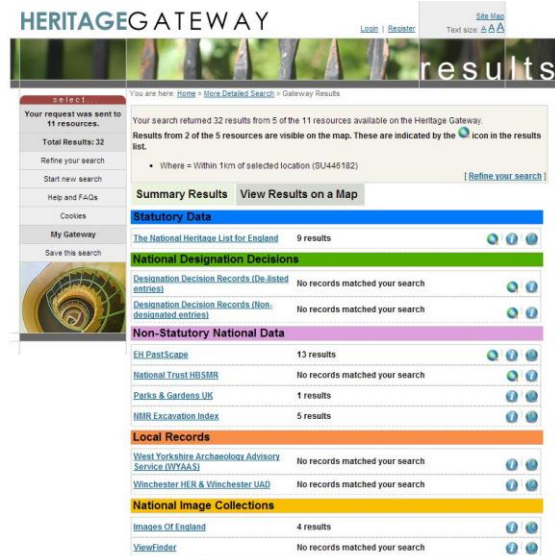 HERITAGEGATEWAY
Login | Register
Site Map
Text size: A A A
results
You are here: Home > More Detailed Search > Gateway Results
select...
Your request was sent to
11 resources.
Total Results: 32
Refine your search
Start new search
Help and FAQs
Cookies
My Gateway
Save this search
Your search returned 32 results from 5 of the 11 resources available on the Heritage Gateway.
Results from 2 of the 5 resources are visible on the map. These are indicated by the icon in the results
list.
Where = Within 1km of selected location (SU446182)
[ Refine your search ]
Summary Results
View Results on a Map
Statutory Data
The National Heritage List for England 9 results
National Designation Decisions
Designation Decision Records (De-listed
entries) No records matched your search
Designation Decision Records (Non-
designated entries) No records matched your search
Non-Statutory National Data
EH PastScape 13 results
National Trust HBSMR No records matched your search
Parks & Gardens UK 1 results
NMR Excavation Index 5 results
Local Records
West Yorkshire Archaeology Advisory
Service (WYAAS) No records matched your search
Winchester HER & Winchester UAD No records matched your search
National Image Collections
Images Of England 4 results
ViewFinder No records matched your search